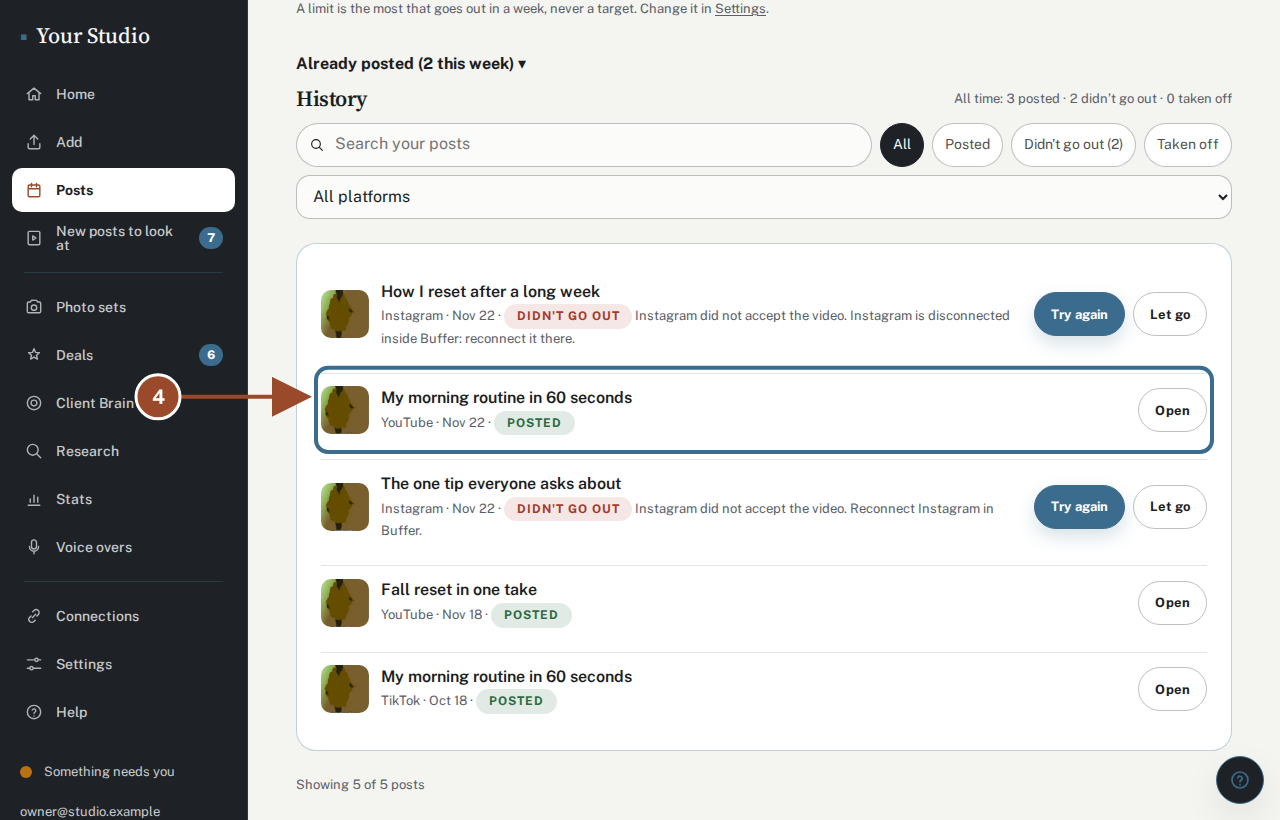 Your Studio
Home
Add
Posts
New posts to look at
7
Photo sets
Deals
6
Client Brain
Research
Stats
Voice overs
Connections
Settings
Help
Something needs you
owner@studio.example
4
A limit is the most that goes out in a week, never a target. Change it in Settings.
Already posted (2 this week) ▾
History
All time: 3 posted · 2 didn't go out · 0 taken off
Search your posts
All
Posted
Didn't go out (2)
Taken off
All platforms
How I reset after a long week
Instagram · Nov 22 · DIDN'T GO OUT Instagram did not accept the video. Instagram is disconnected
inside Buffer: reconnect it there.
Try again
Let go
My morning routine in 60 seconds
YouTube · Nov 22 · POSTED
Open
The one tip everyone asks about
Instagram · Nov 22 · DIDN'T GO OUT Instagram did not accept the video. Reconnect Instagram in
Buffer.
Try again
Let go
Fall reset in one take
YouTube · Nov 18 · POSTED
Open
My morning routine in 60 seconds
TikTok · Oct 18 · POSTED
Open
Showing 5 of 5 posts